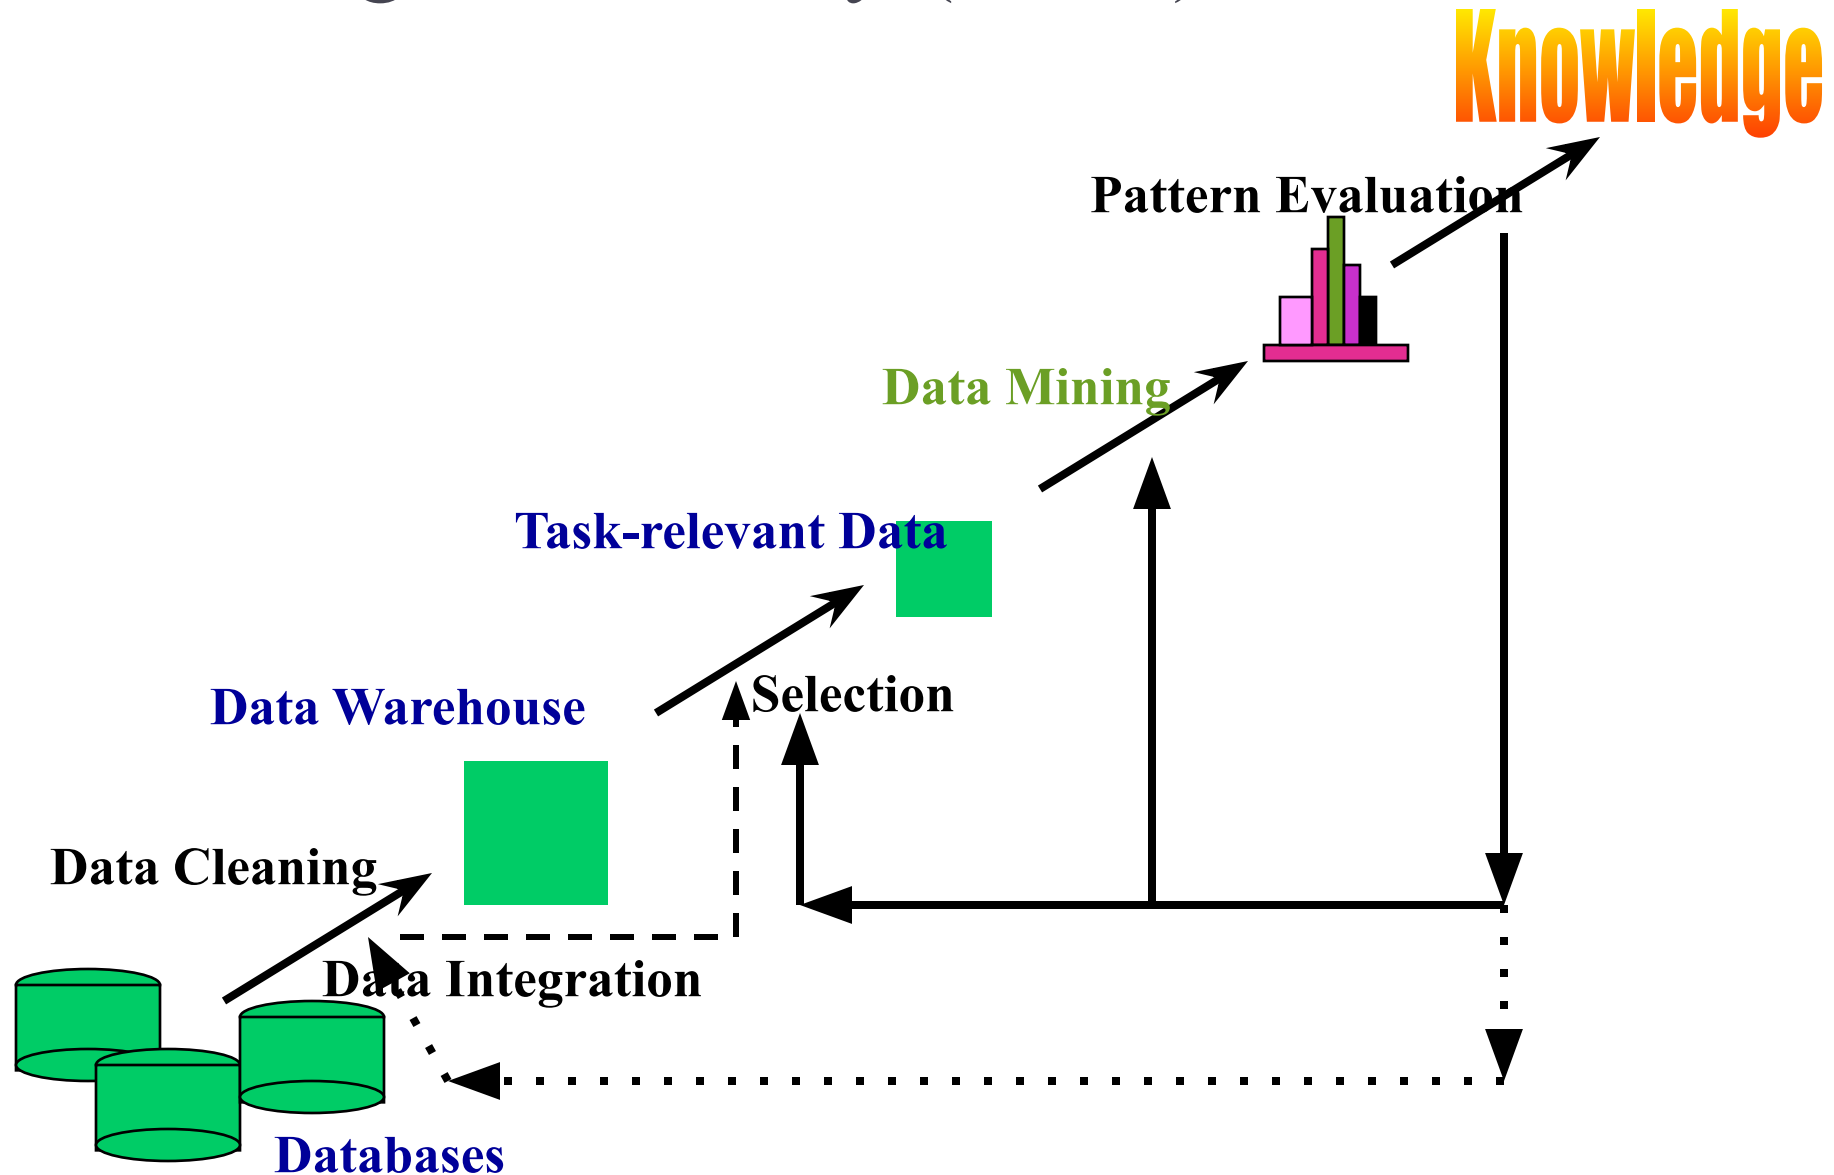 Knowledge
Pattern Evaluation
Data Mining
Task-relevant Data
Selection
Data Warehouse
Data Cleaning
Data Integration
Databases